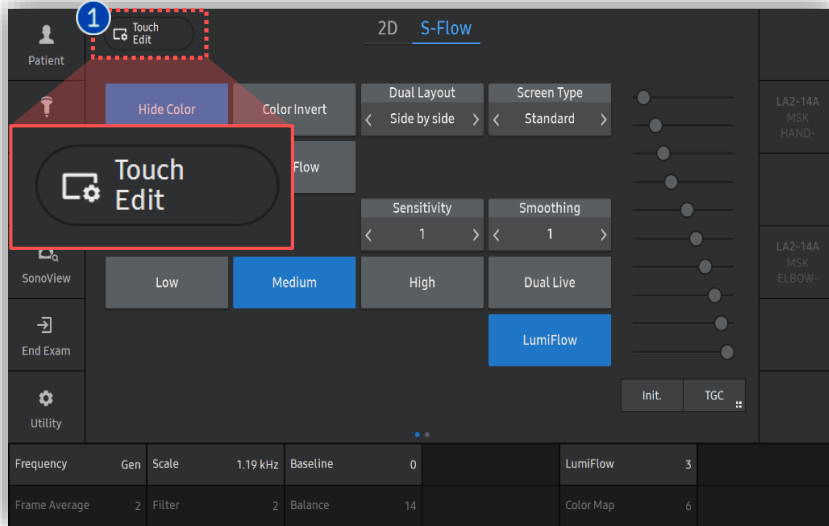 1
Touch
Edit
2D
S-Flow
Patient
Hide Color
Color Invert
Dual Layout
Side by side
Screen Type
Standard
LA2-14A
MSK
HAND-
Touch
Edit
Flow
Sensitivity
1
Smoothing
1
LA2-14A
MSK
ELBOW-
SonoView
Low
Medium
High
Dual Live
End Exam
LumiFlow
Utility
Init.
TGC
Frequency Gen
Scale 1.19 kHz
Baseline 0
LumiFlow 3
Frame Average 2
Filter 2
Balance 14
Color Map 6